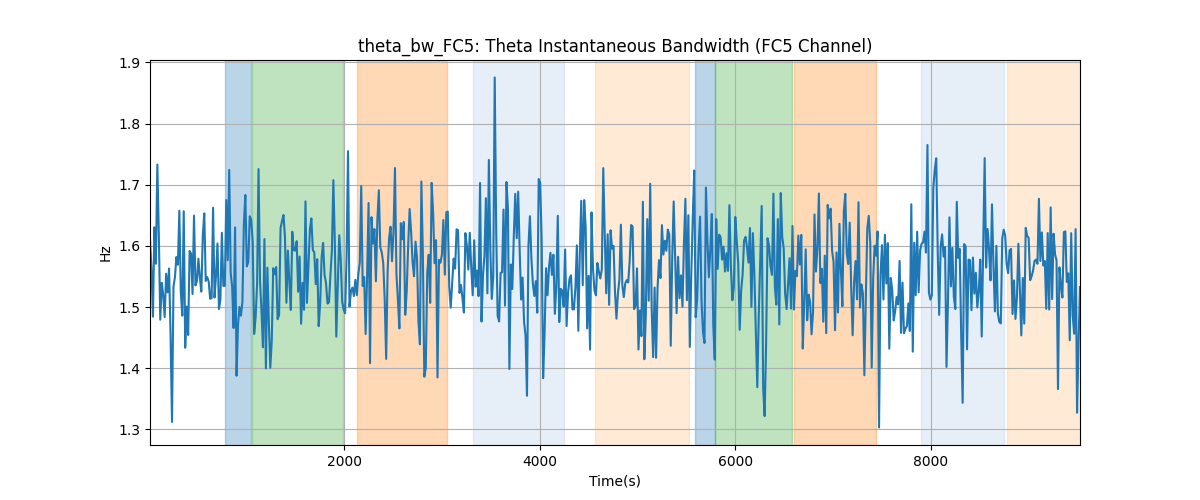 theta_bw_FC5: Theta Instantaneous Bandwidth (FC5 Channel)
1.9
1.8
1.7
1.6
1.5
1.4
1.3
Hz
2000 4000 6000 8000
Time(s)